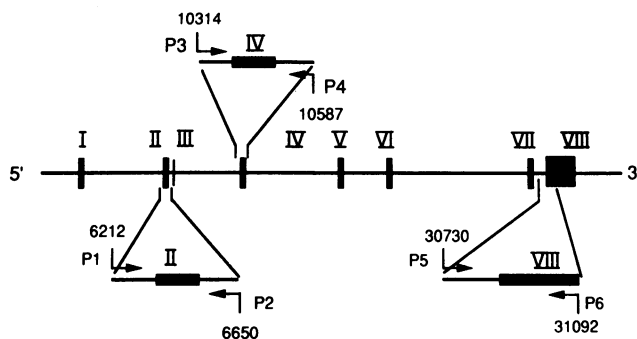 10314
P3 IV
P4
10587
I II III IV V VI VII VIII
5' 3
6212 30730
P1 II P5 VIII
P2 P6
6650 31092